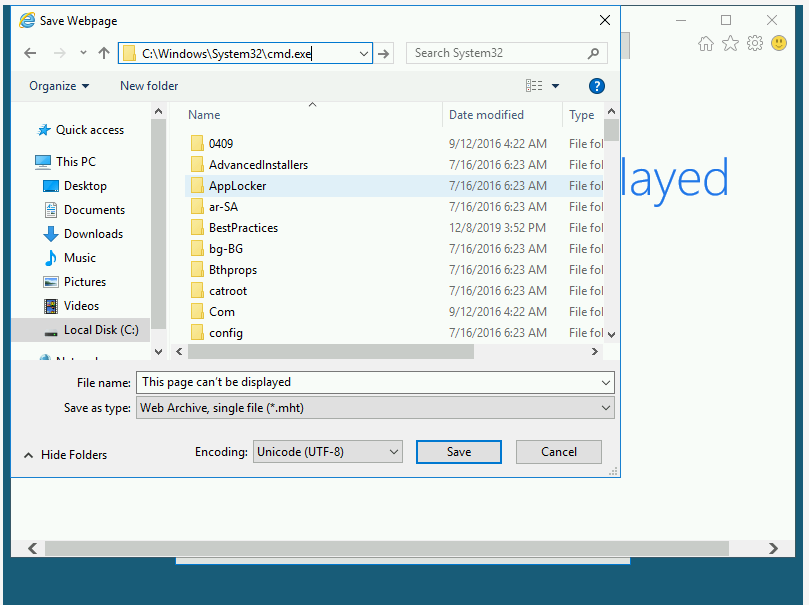 Save Webpage
C:\Windows\System32\cmd.exe
Search System32
Organize
New folder
?
Name
Date modified
Type
Quick access
This PC
Desktop
Documents
Downloads
Music
Pictures
Videos
Local Disk (C:)
0409 9/12/2016 4:22 AM File fol
AdvancedInstallers 7/16/2016 6:23 AM File fol
AppLocker 7/16/2016 6:23 AM File fol
ar-SA 7/16/2016 6:23 AM File fol
BestPractices 12/8/2019 3:52 PM File fol
bg-BG 7/16/2016 6:23 AM File fol
Bthprops 7/16/2016 6:23 AM File fol
catroot 7/16/2016 6:23 AM File fol
Com 9/12/2016 4:22 AM File fol
config 7/16/2016 6:23 AM File fol
layed
File name: This page can't be displayed
Save as type: Web Archive, single file (*.mht)
Hide Folders
Encoding: Unicode (UTF-8)
Save
Cancel